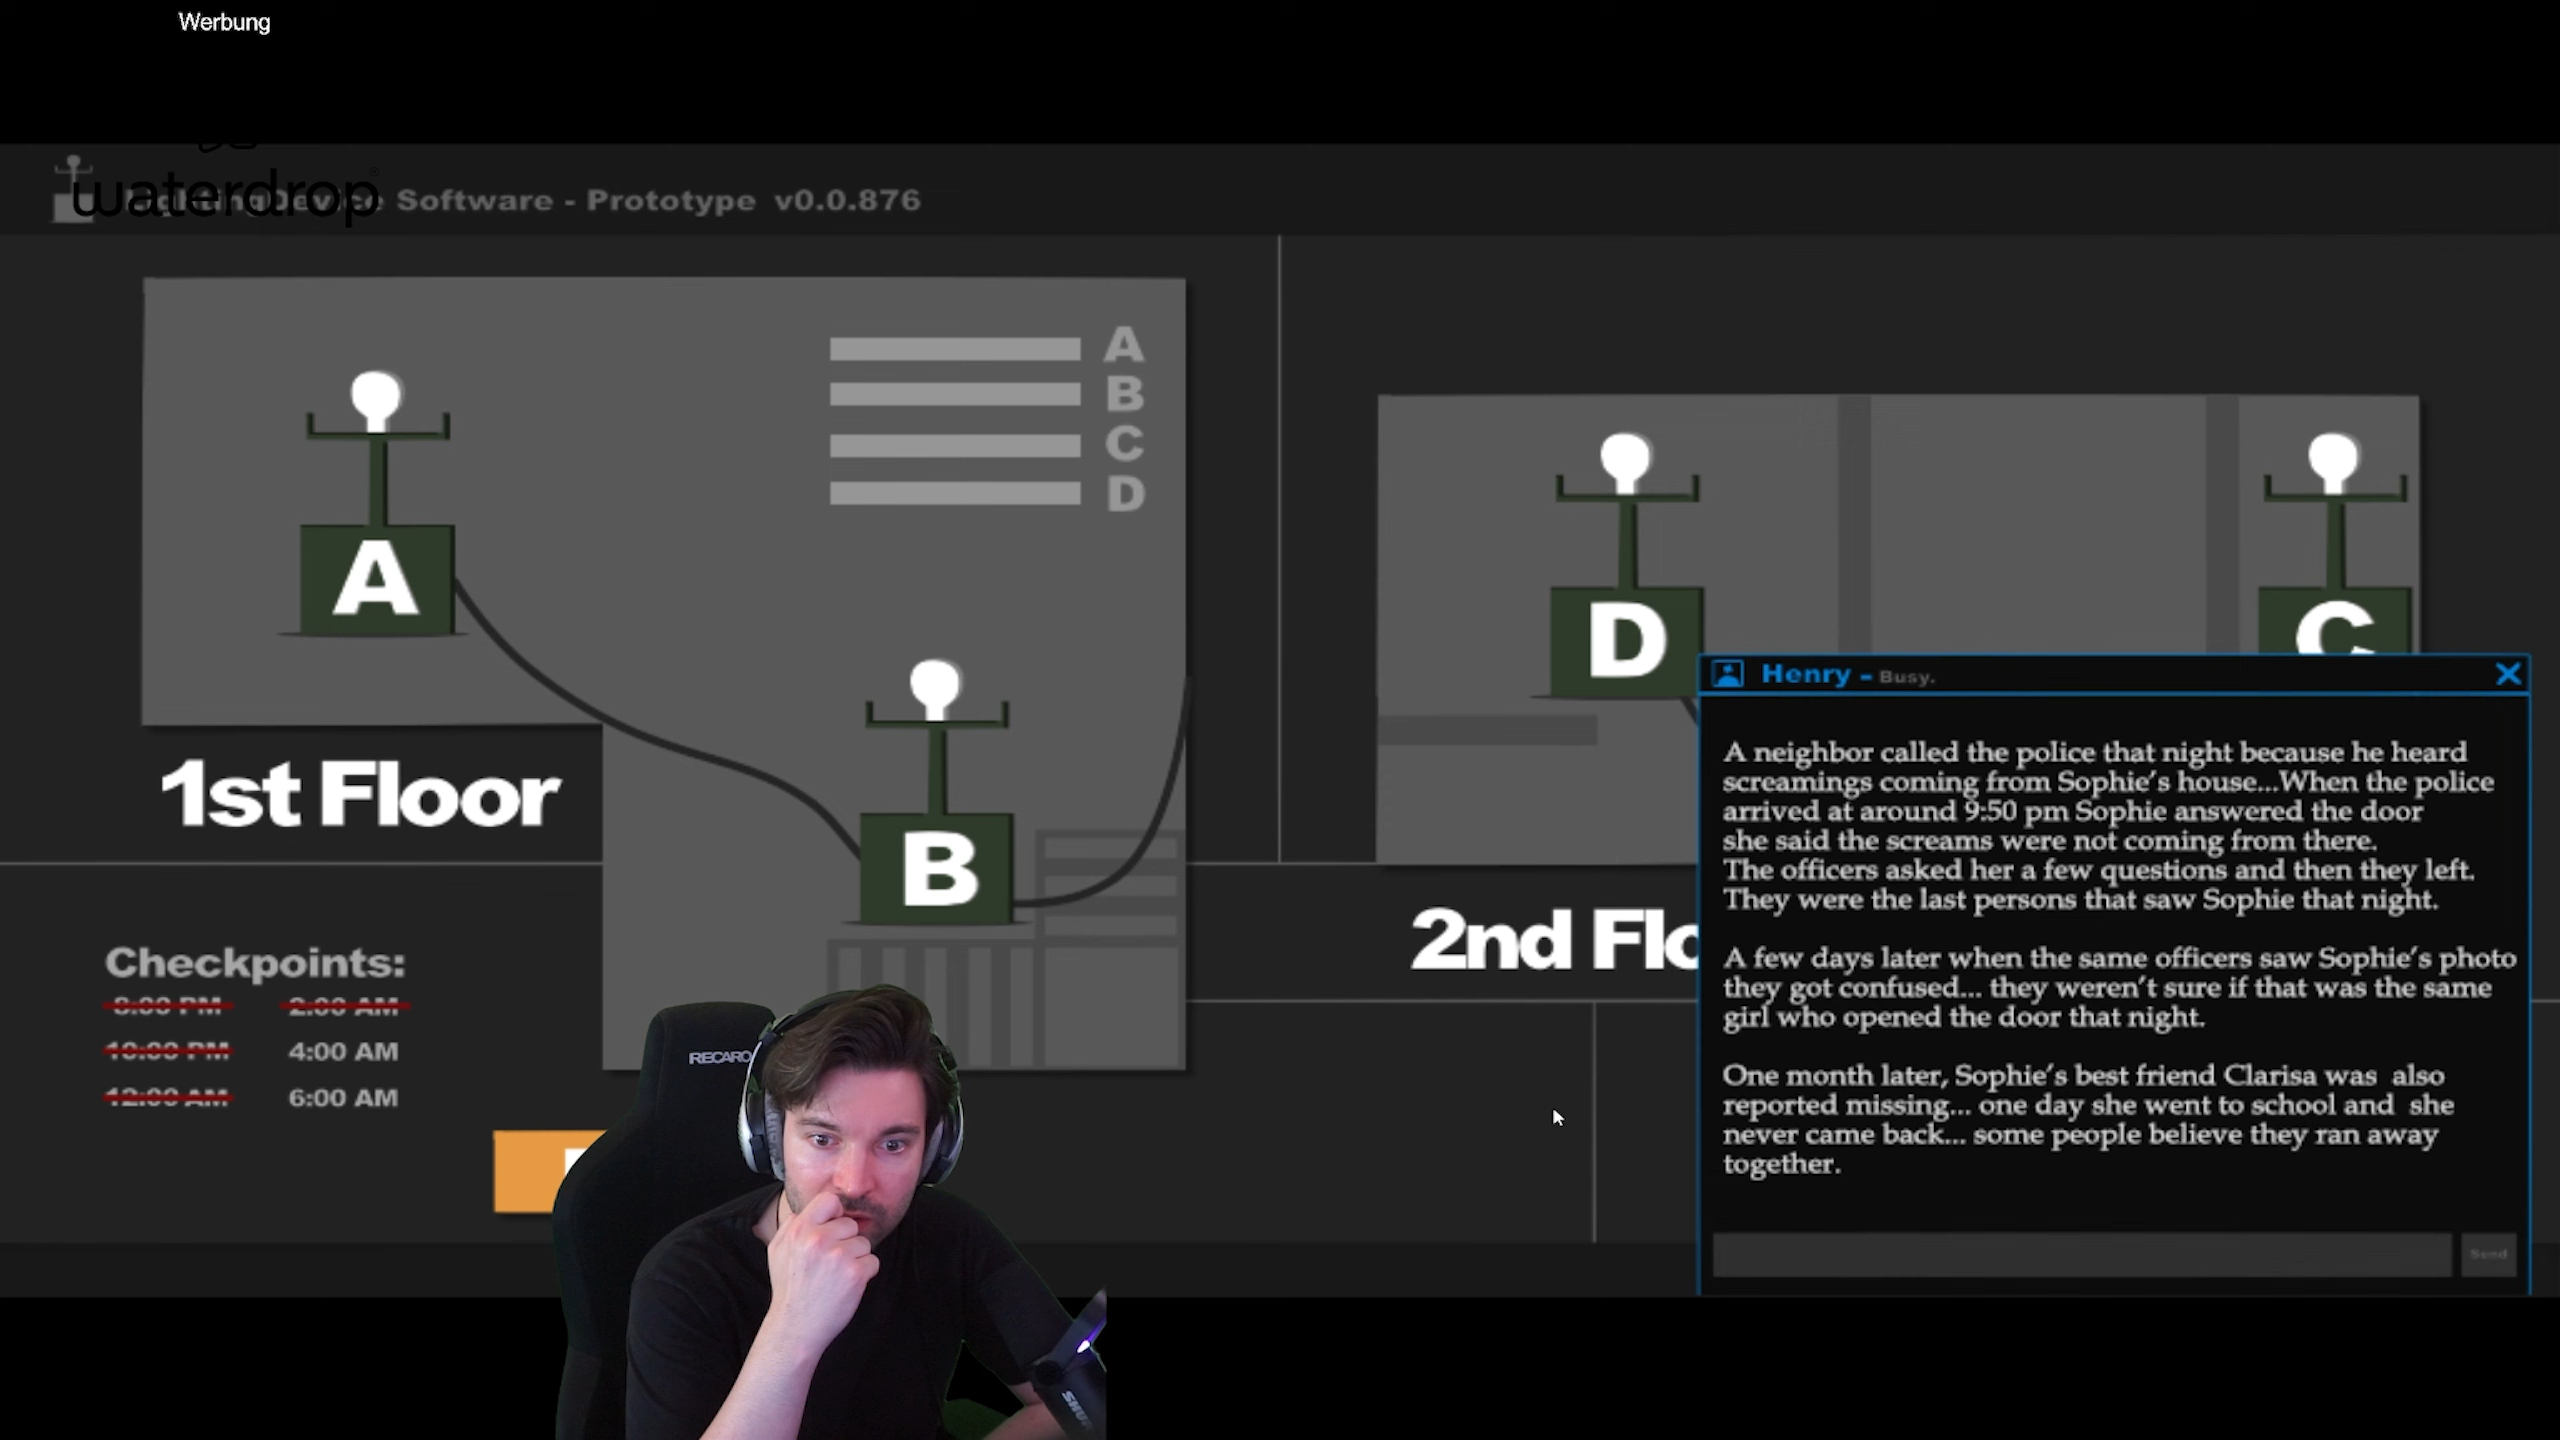 Werbung
waterdrop
Device Software - Prototype v0.0.876
A
B
C
D
A
D
C
B
1st Floor
2nd Flo
Checkpoints:
8:00 PM 2:00 AM
10:00 PM 4:00 AM
12:00 AM 6:00 AM
RECARO
SHU
Henry - Busy.
A neighbor called the police that night because he heard
screamings coming from Sophie's house...When the police
arrived at around 9:50 pm Sophie answered the door
she said the screams were not coming from there.
The officers asked her a few questions and then they left.
They were the last persons that saw Sophie that night.
A few days later when the same officers saw Sophie's photo
they got confused... they weren't sure if that was the same
girl who opened the door that night.
One month later, Sophie's best friend Clarisa was also
reported missing... one day she went to school and she
never came back... some people believe they ran away
together.
Send